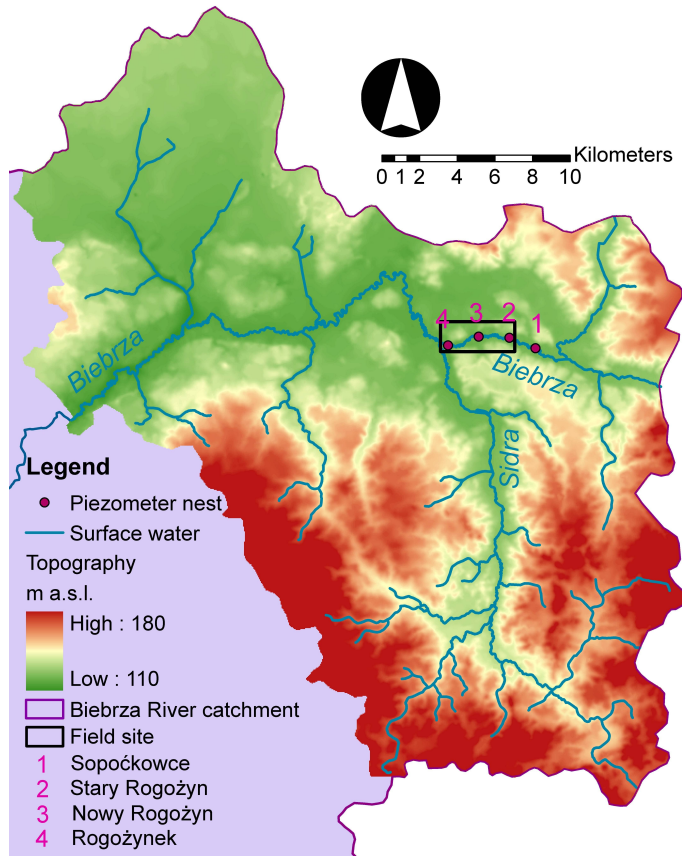 Kilometers
0 1 2 4 6 8 10
4 3 2 1
Biebrza
Biebrza
Sidra
Legend
Piezometer nest
Surface water
Topography
m a.s.l.
High : 180
Low : 110
Biebrza River catchment
Field site
1 Sopoćkowce
2 Stary Rogożyn
3 Nowy Rogożyn
4 Rogożynek